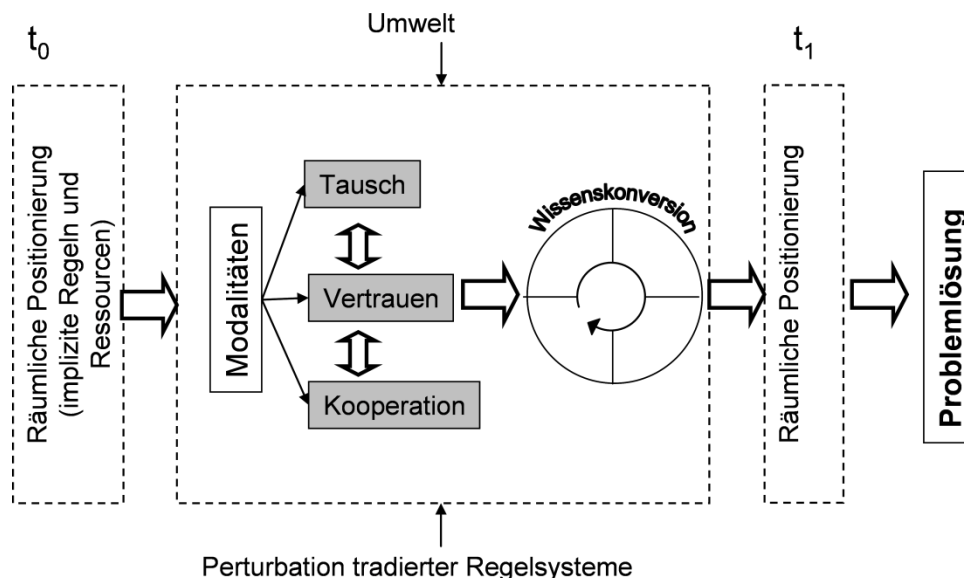 t0
Umwelt
t1
Räumliche Positionierung
(implizite Regeln und
Ressourcen)
Modalitäten
Tausch
Vertrauen
Kooperation
Wissenskonversion
Räumliche Positionierung
Problemlösung
Perturbation tradierter Regelsysteme